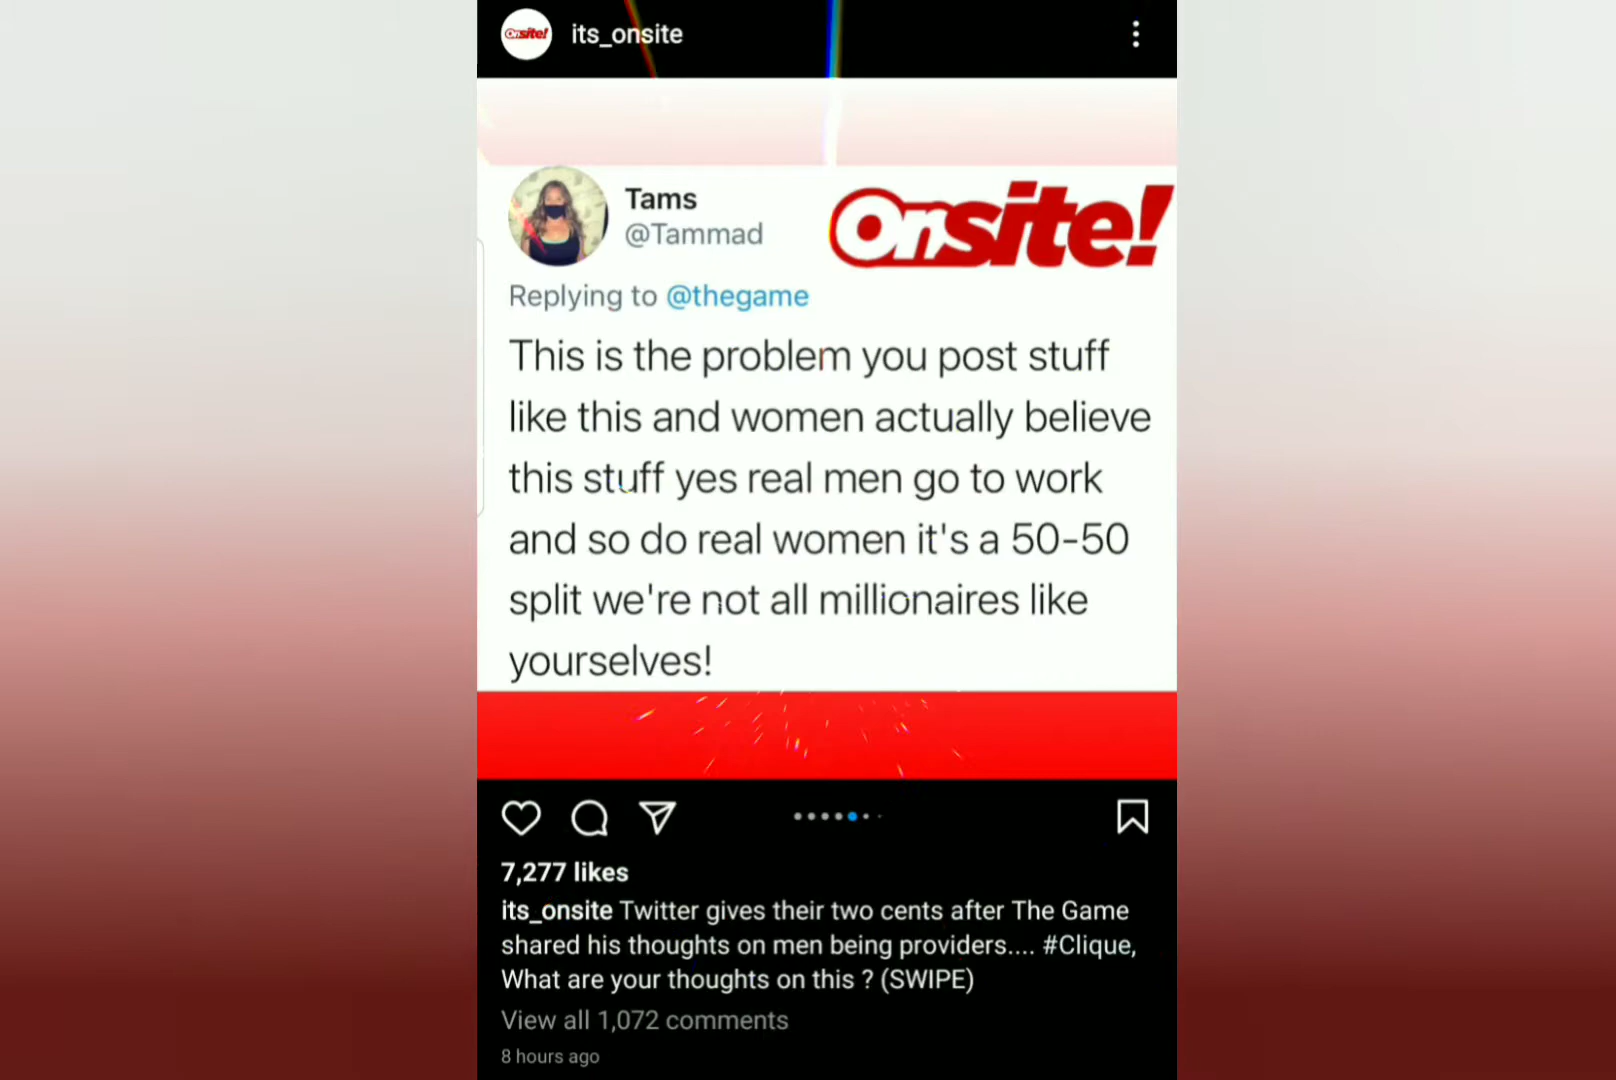 Onsite!
its_onsite
Tams
@Tammad
Onsite!
Replying to @thegame
This is the problem you post stuff
like this and women actually believe
this stuff yes real men go to work
and so do real women it's a 50-50
split we're not all millionaires like
yourselves!
7,277 likes
its_onsite Twitter gives their two cents after The Game
shared his thoughts on men being providers.... #Clique,
What are your thoughts on this ? (SWIPE)
View all 1,072 comments
8 hours ago